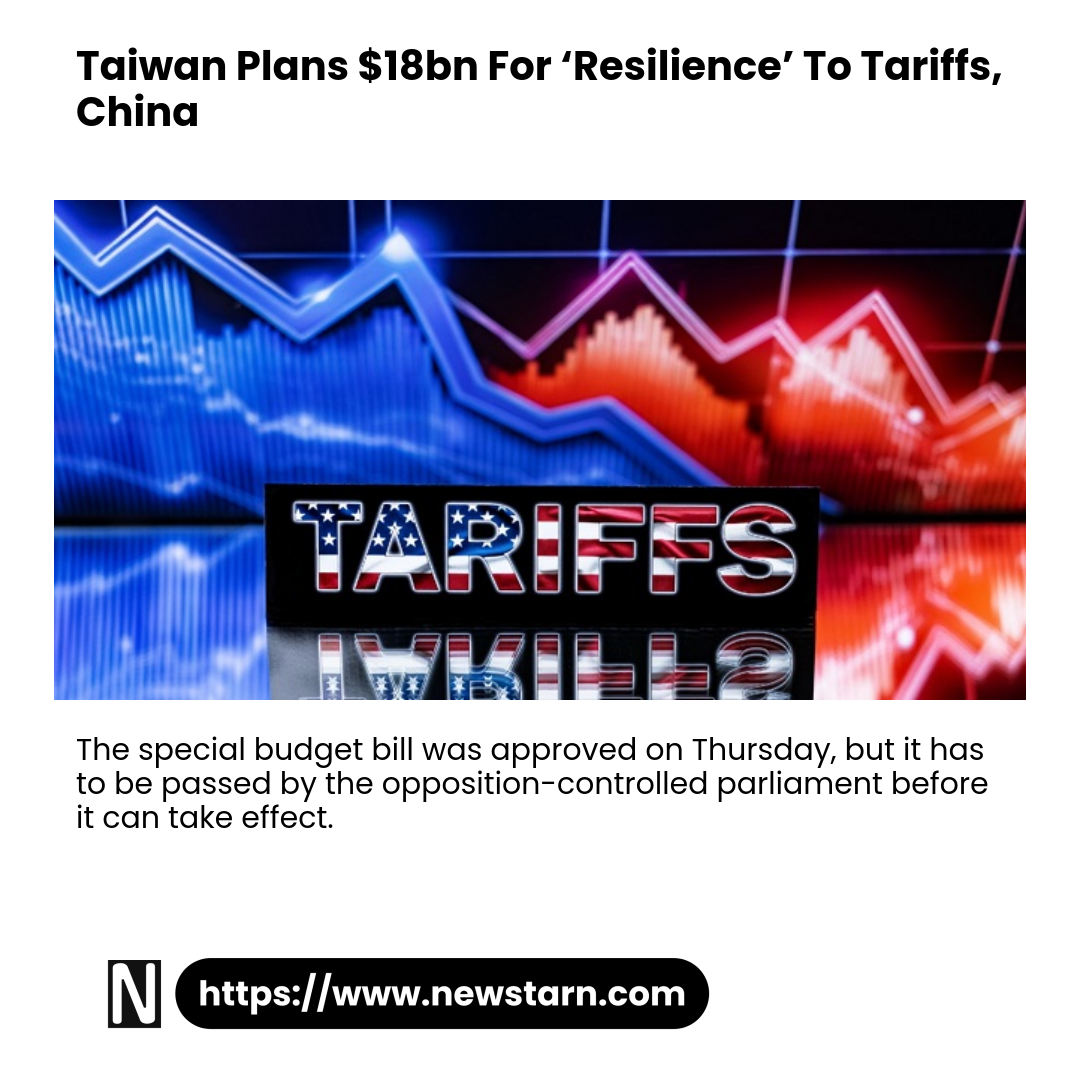 Taiwan Plans $18bn For ‘Resilience’ To Tariffs,
China
TARIFFS
The special budget bill was approved on Thursday, but it has
to be passed by the opposition-controlled parliament before
it can take effect.
N
https://www.newstarn.com